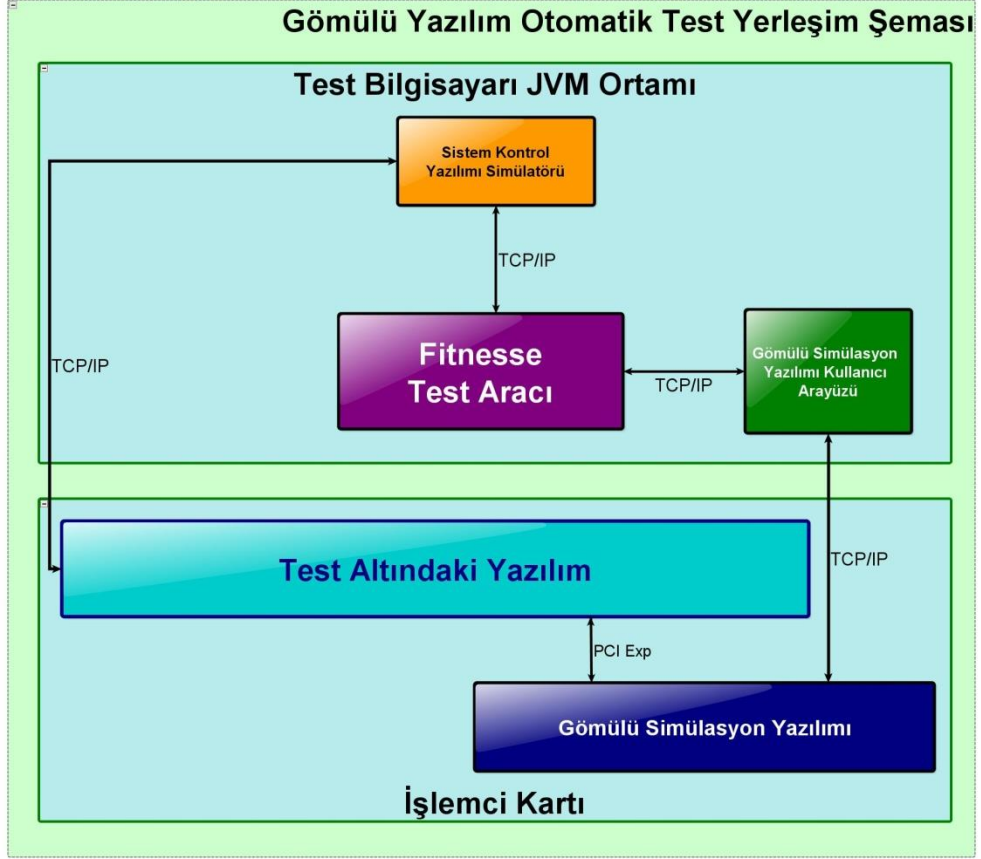 Gömülü Yazılım Otomatik Test Yerleşim Şeması
Test Bilgisayarı JVM Ortamı
Sistem Kontrol
Yazılımı Simülatörü
TCP/IP
TCP/IP
Fitnesse
Test Aracı
TCP/IP
Gömülü Simülasyon
Yazılımı Kullanıcı
Arayüzü
Test Altındaki Yazılım
TCP/IP
PCI Exp
Gömülü Simülasyon Yazılımı
İşlemci Kartı